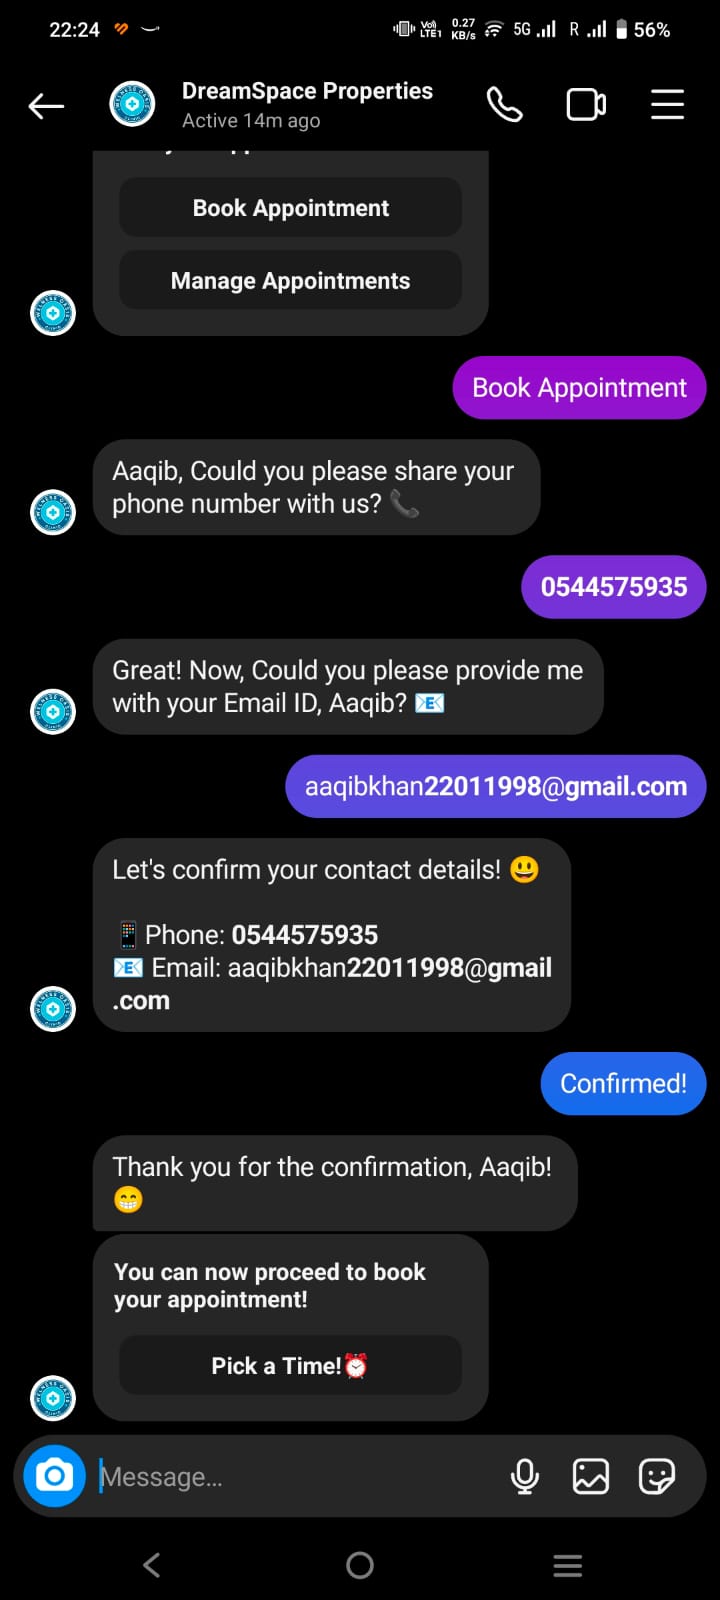 22:24
Vo))
LTE1
0.27
KB/s
5G
R
56%
DreamSpace Properties
Active 14m ago
Book Appointment
Manage Appointments
Book Appointment
Aaqib, Could you please share your
phone number with us? 📞
0544575935
Great! Now, Could you please provide me
with your Email ID, Aaqib? 📧
aaqibkhan22011998@gmail.com
Let's confirm your contact details! 😃
📱 Phone: 0544575935
📧 Email: aaqibkhan22011998@gmail
.com
Confirmed!
Thank you for the confirmation, Aaqib!
😁
You can now proceed to book
your appointment!
Pick a Time!⏰
Message…